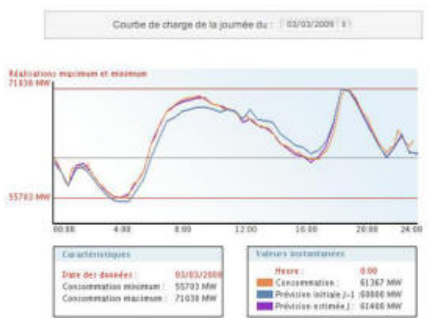 Courbe de charge de la journée du : 03/03/2009
Réalisations maximum et minimum
71038 MW
55703 MW
00:00 4:00 8:00 12:00 16:00 20:00 24:00
Caractéristiques
Date des données : 03/03/2009
Consommation minimum : 55703 MW
Consommation maximum : 71038 MW
Valeurs instantanées
Heure : 0:00
Consommation : 61367 MW
Prévision initiale J-1 :
Prévision estimée J : 61400 MW